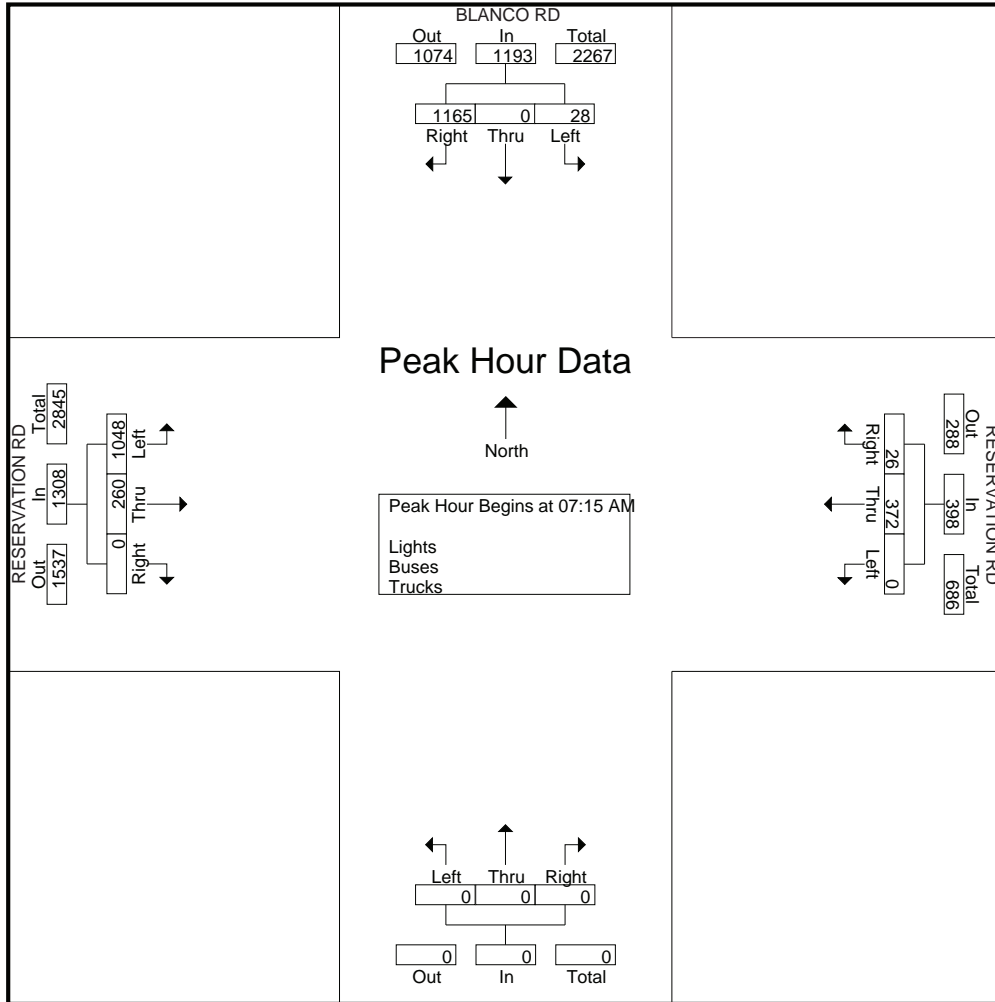 BLANCO RD
Out In Total
1074 1193 2267
1165 0 28
Right Thru Left
Peak Hour Data
North
Peak Hour Begins at 07:15 AM
Lights
Buses
Trucks
RESERVATION RD
Total In Out
2845 1308 1537
1048 260 0
Left Thru Right
RESERVATION RD
Out In Total
288 398 686
26 372 0
Right Thru Left
Left Thru Right
0 0 0
0 0 0
Out In Total